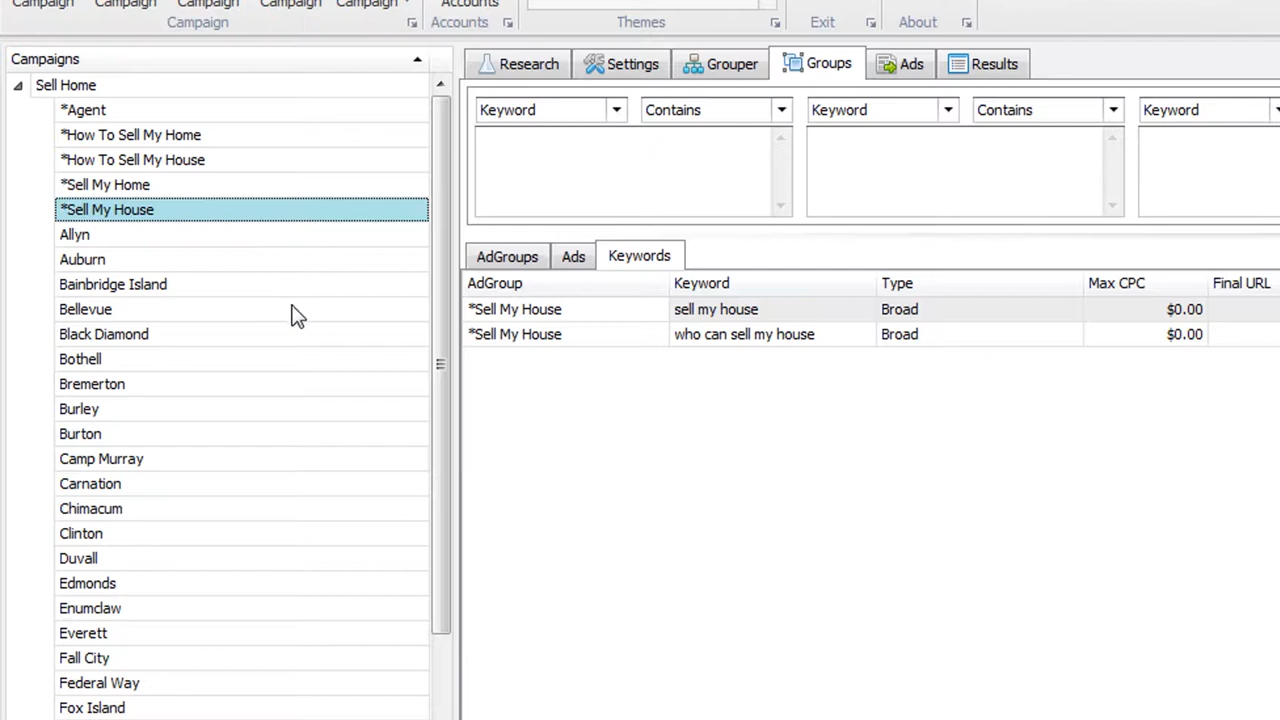 Campaign Campaign Campaign Campaign Campaign Accounts
Campaign Accounts Themes Exit About
Campaigns
Sell Home
*Agent
*How To Sell My Home
*How To Sell My House
*Sell My Home
*Sell My House
Allyn
Auburn
Bainbridge Island
Bellevue
Black Diamond
Bothell
Bremerton
Burley
Burton
Camp Murray
Carnation
Chimacum
Clinton
Duvall
Edmonds
Enumclaw
Everett
Fall City
Federal Way
Fox Island
Research Settings Grouper Groups Ads Results
Keyword Contains Keyword Contains Keyword
AdGroups Ads Keywords
AdGroup Keyword Type Max CPC Final URL
*Sell My House sell my house Broad $0.00
*Sell My House who can sell my house Broad $0.00